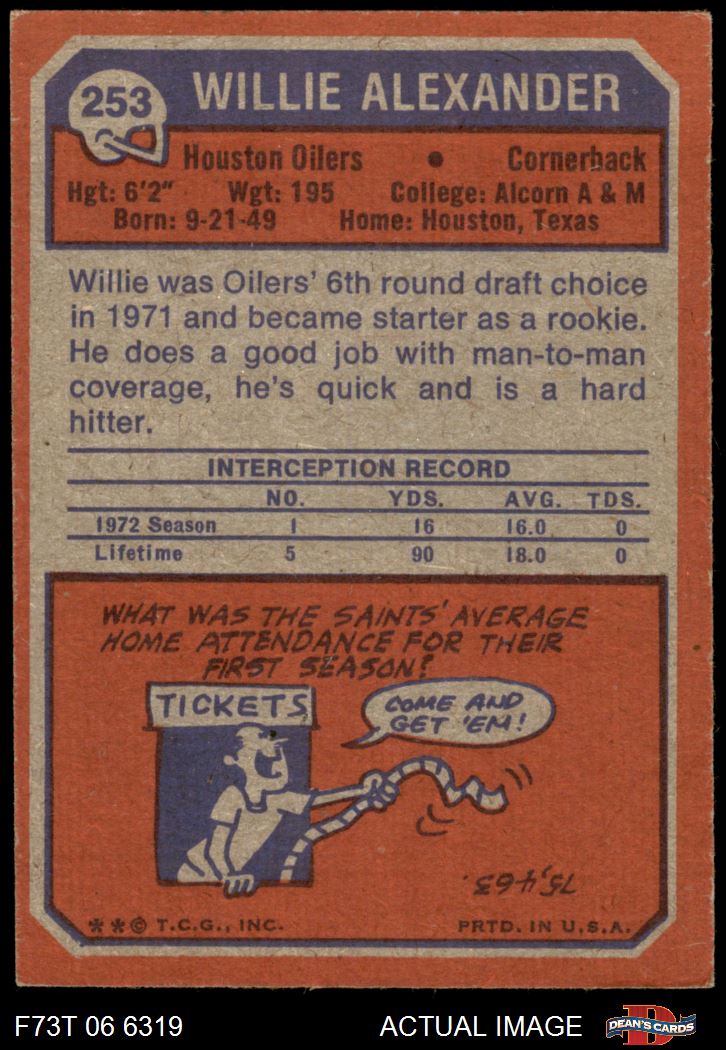 253
WILLIE ALEXANDER
Houston Oilers • Cornerback
Hgt: 6'2" Wgt: 195 College: Alcorn A & M
Born: 9-21-49 Home: Houston, Texas
Willie was Oilers' 6th round draft choice
in 1971 and became starter as a rookie.
He does a good job with man-to-man
coverage, he's quick and is a hard
hitter.
INTERCEPTION RECORD
NO. YDS. AVG. TDS.
1972 Season 1 16 16.0 0
Lifetime 5 90 18.0 0
WHAT WAS THE SAINTS' AVERAGE
HOME ATTENDANCE FOR THEIR
FIRST SEASON?
TICKETS
COME AND
GET 'EM!
75,463.
**© T.C.G., INC. PRTD. IN U.S.A.
F73T 06 6319 ACTUAL IMAGE
D
DEAN'S CARDS